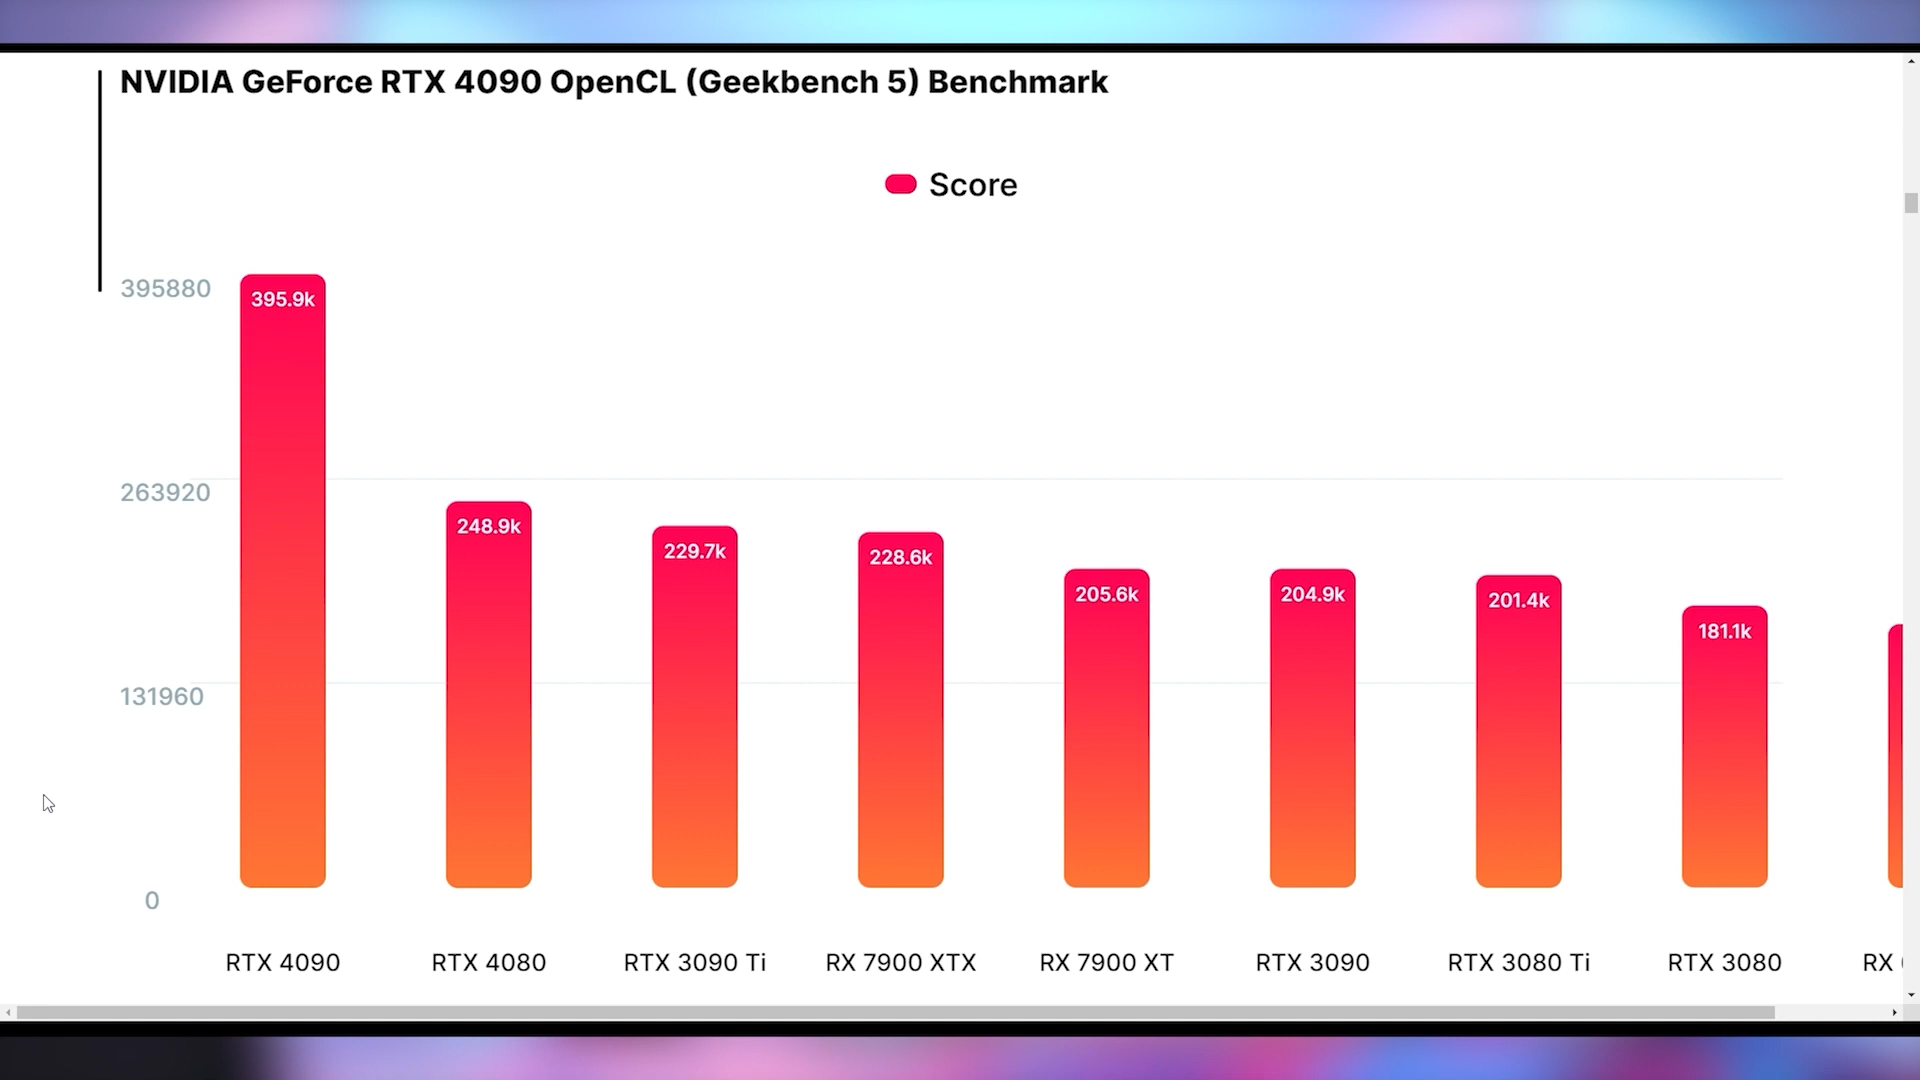 NVIDIA GeForce RTX 4090 OpenCL (Geekbench 5) Benchmark
Score
395880
263920
131960
0
395.9k
248.9k
229.7k
228.6k
205.6k
204.9k
201.4k
181.1k
RTX 4090
RTX 4080
RTX 3090 Ti
RX 7900 XTX
RX 7900 XT
RTX 3090
RTX 3080 Ti
RTX 3080
RX